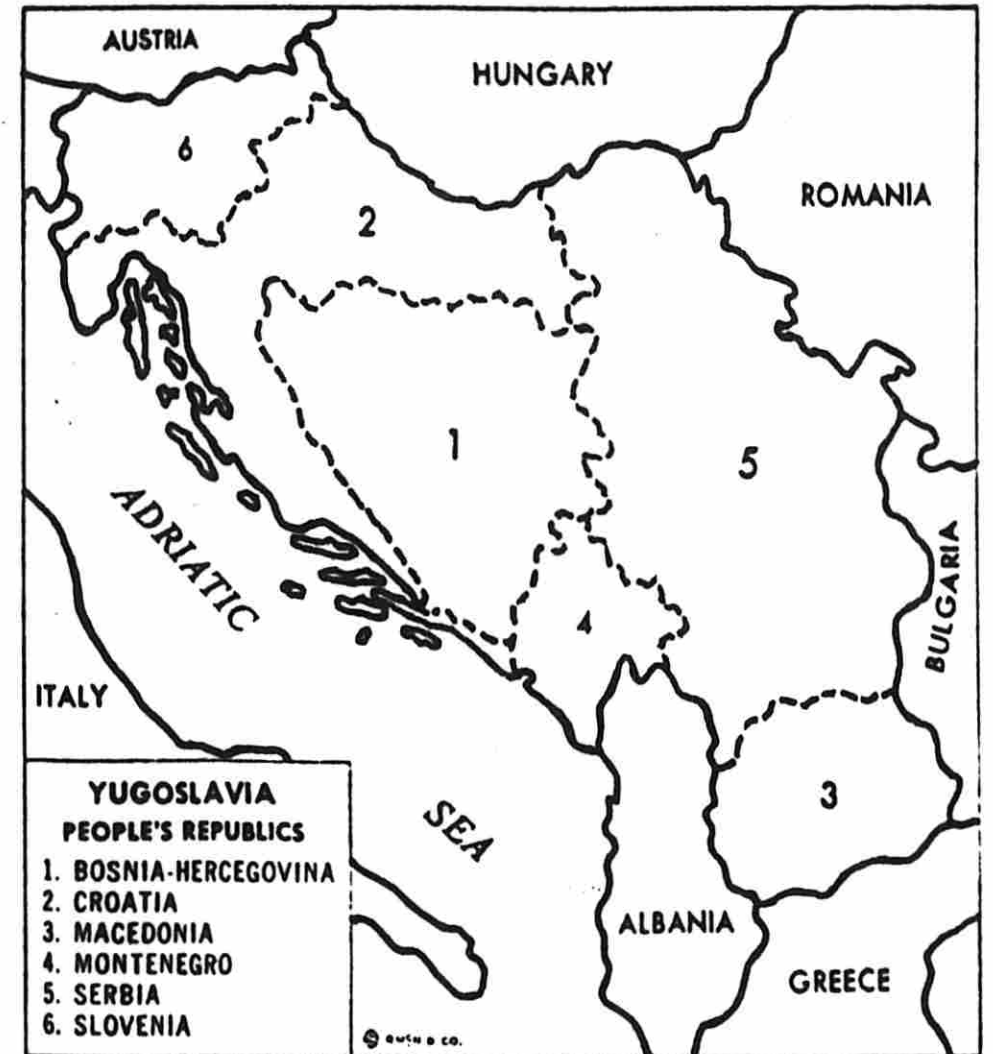 AUSTRIA
HUNGARY
6
ROMANIA
2
1
5
ADRIATIC
BULGARIA
4
ITALY
YUGOSLAVIA
PEOPLE'S REPUBLICS
1. BOSNIA-HERCEGOVINA
2. CROATIA
3. MACEDONIA
4. MONTENEGRO
5. SERBIA
6. SLOVENIA
SEA
3
ALBANIA
GREECE